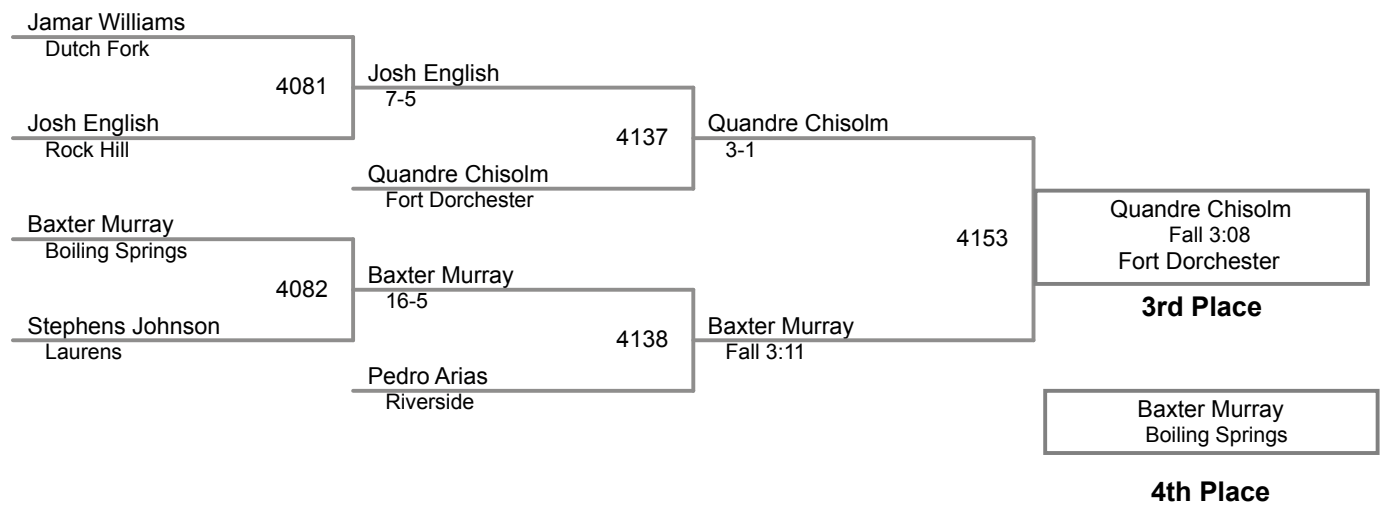 Jamar Williams
Dutch Fork
4081
Josh English
Rock Hill
Josh English
7-5
4137
Quandre Chisolm
Fort Dorchester
Quandre Chisolm
3-1
Baxter Murray
Boiling Springs
4082
Stephens Johnson
Laurens
Baxter Murray
16-5
4138
Pedro Arias
Riverside
Baxter Murray
Fall 3:11
4153
Quandre Chisolm
Fall 3:08
Fort Dorchester
3rd Place
Baxter Murray
Boiling Springs
4th Place